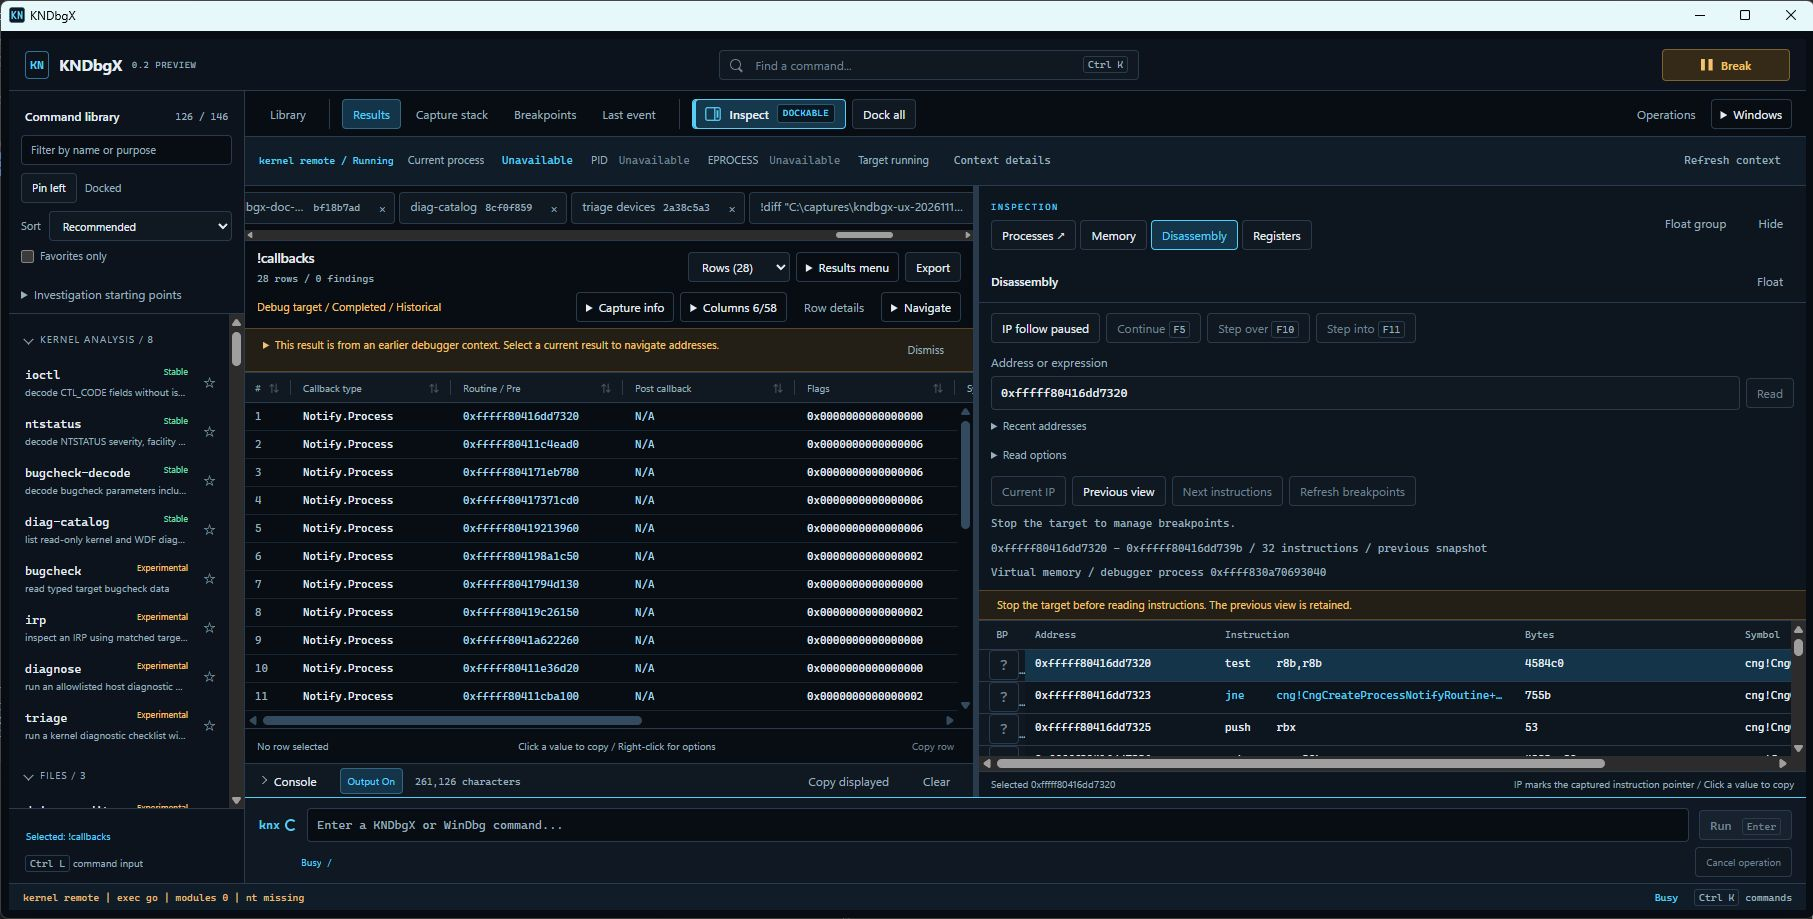 KN KNDbgX
KN KNDbgX 0.2 PREVIEW
Find a command... Ctrl K
Break
Command library 126 / 146
Filter by name or purpose
Pin left Docked
Sort Recommended
Favorites only
Investigation starting points
KERNEL ANALYSIS / 8
ioctl Stable
decode CTL_CODE fields without is...
ntstatus Stable
decode NTSTATUS severity, facility ...
bugcheck-decode Stable
decode bugcheck parameters inclu...
diag-catalog Stable
list read-only kernel and WDF diag...
bugcheck Experimental
read typed target bugcheck data
irp Experimental
inspect an IRP using matched targe...
diagnose Experimental
run an allowlisted host diagnostic ...
triage Experimental
run a kernel diagnostic checklist wi...
FILES / 3
Selected: !callbacks
Ctrl L command input
Library Results Capture stack Breakpoints Last event Inspect DOCKABLE Dock all Operations Windows
kernel remote / Running Current process Unavailable PID Unavailable EPROCESS Unavailable Target running Context details Refresh context
bgx-doc-... bf18b7ad × diag-catalog 8cf0f859 × triage devices 2a38c5a3 × !diff "C:\captures\kndbgx-ux-2026111...
!callbacks
28 rows / 0 findings
Rows (28) Results menu Export
Debug target / Completed / Historical Capture info Columns 6/58 Row details Navigate
This result is from an earlier debugger context. Select a current result to navigate addresses. Dismiss
# Callback type Routine / Pre Post callback Flags
1 Notify.Process 0xfffff80416dd7320 N/A 0x0000000000000000
2 Notify.Process 0xfffff80411c4ead0 N/A 0x0000000000000006
3 Notify.Process 0xfffff804171eb780 N/A 0x0000000000000006
4 Notify.Process 0xfffff80417371cd0 N/A 0x0000000000000006
5 Notify.Process 0xfffff80419213960 N/A 0x0000000000000006
6 Notify.Process 0xfffff804198a1c50 N/A 0x0000000000000002
7 Notify.Process 0xfffff8041794d130 N/A 0x0000000000000000
8 Notify.Process 0xfffff80419c26150 N/A 0x0000000000000002
9 Notify.Process 0xfffff8041a622260 N/A 0x0000000000000000
10 Notify.Process 0xfffff80411e36d20 N/A 0x0000000000000000
11 Notify.Process 0xfffff80411cba100 N/A 0x0000000000000002
No row selected Click a value to copy / Right-click for options Copy row
Console Output On 261,126 characters Copy displayed Clear
INSPECTION
Processes ↗ Memory Disassembly Registers Float group Hide
Disassembly Float
IP follow paused Continue F5 Step over F10 Step into F11
Address or expression
0xfffff80416dd7320 Read
Recent addresses
Read options
Current IP Previous view Next instructions Refresh breakpoints
Stop the target to manage breakpoints.
0xfffff80416dd7320 - 0xfffff80416dd739b / 32 instructions / previous snapshot
Virtual memory / debugger process 0xffff830a70693040
Stop the target before reading instructions. The previous view is retained.
BP Address Instruction Bytes Symbol
? ... 0xfffff80416dd7320 test r8b,r8b 4584c0 cng!Cng
? ... 0xfffff80416dd7323 jne cng!CngCreateProcessNotifyRoutine+... 755b cng!Cng
? ... 0xfffff80416dd7325 push rbx 53 cng!Cng
Selected 0xfffff80416dd7320 IP marks the captured instruction pointer / Click a value to copy
knx Enter a KNDbgX or WinDbg command... Run Enter
Busy / Cancel operation
kernel remote | exec go | modules 0 | nt missing Busy Ctrl K commands